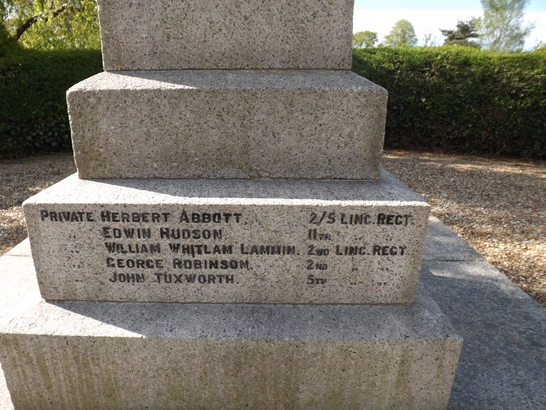 PRIVATE HERBERT ABBOTT. 2/5 LINC. REGT.
EDWIN HUDSON 11TH " "
WILLIAM WHITLAM LAMMIN. 2ND LINC. REGT
GEORGE ROBINSON. 2ND " "
JOHN TUXWORTH. 5TH " "